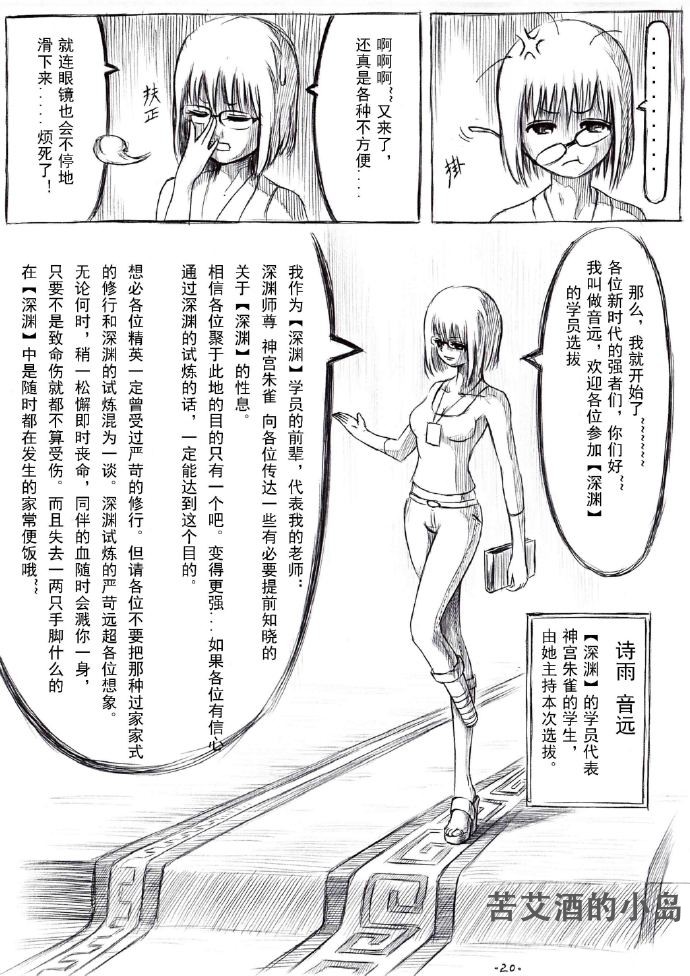 ．．．．．．．．
掛
啊啊啊~又来了，
还真是各种不方便．．．．
扶正
就连眼镜也会不停地
滑下来．．．．烦死了！
那么，我就开始了~~~~~~
各位新时代的强者们，你们好~
我叫做音远，欢迎各位参加【深渊】
的学员选拔
我作为【深渊】学员的前辈，代表我的老师：
深渊师尊 神宫朱雀 向各位传达一些有必要提前知晓的
关于【深渊】的性息。
相信各位聚于此地的目的只有一个吧。变得更强．．．如果各位有信心
通过深渊的试炼的话，一定能达到这个目的。
想必各位精英一定曾受过严苛的修行。但请各位不要把那种过家家式
的修行和深渊的试炼混为一谈。深渊试炼的严苛远超各位想象。
无论何时，稍一松懈即时丧命，同伴的血随时会溅你一身，
只要不是致命伤就都不算受伤。而且失去一两只手脚什么的
在【深渊】中是随时都在发生的家常便饭哦~~
诗雨 音远
【深渊】的学员代表
神宫朱雀的学生，
由她主持本次选拔。
苦艾酒的小岛
-20-